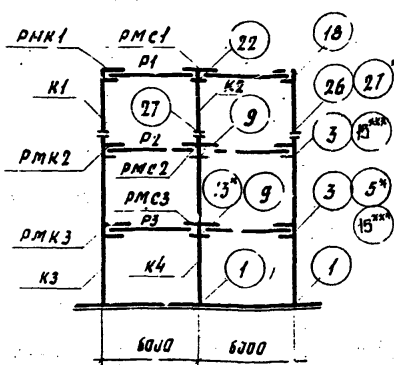 РМК1 РМС1 22 18
Р1
К1 К2 26 27*
27 9 3 15***
Р2
РМК2 РМС2
13* 9 3 5*
РМС3
Р3 15***
РМК3
К3 К4 1 1
6000 6000